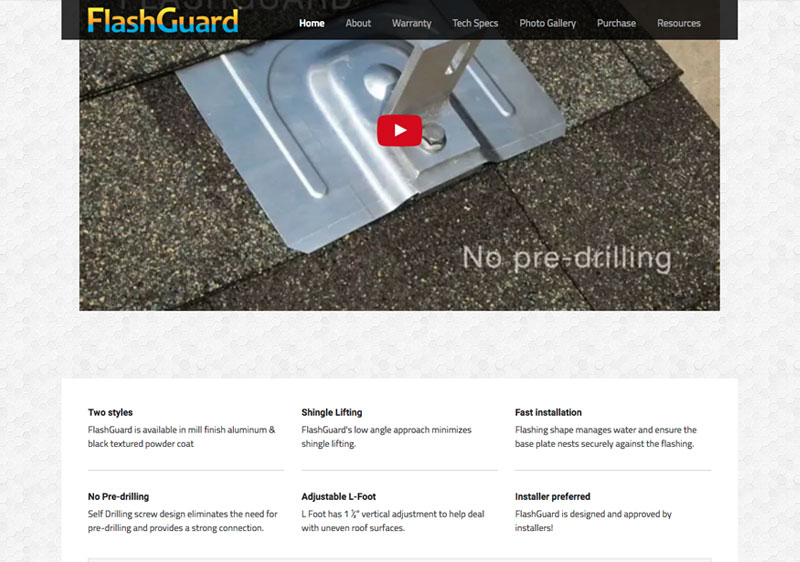 FlashGuard
Home About Warranty Tech Specs Photo Gallery Purchase Resources
No pre-drilling
Two styles
FlashGuard is available in mill finish aluminum &
black textured powder coat
Shingle Lifting
FlashGuard's low angle approach minimizes
shingle lifting.
Fast installation
Flashing shape manages water and ensure the
base plate nests securely against the flashing.
No Pre-drilling
Self Drilling screw design eliminates the need for
pre-drilling and provides a strong connection.
Adjustable L-Foot
L Foot has 1 ⅞" vertical adjustment to help deal
with uneven roof surfaces.
Installer preferred
FlashGuard is designed and approved by
installers!